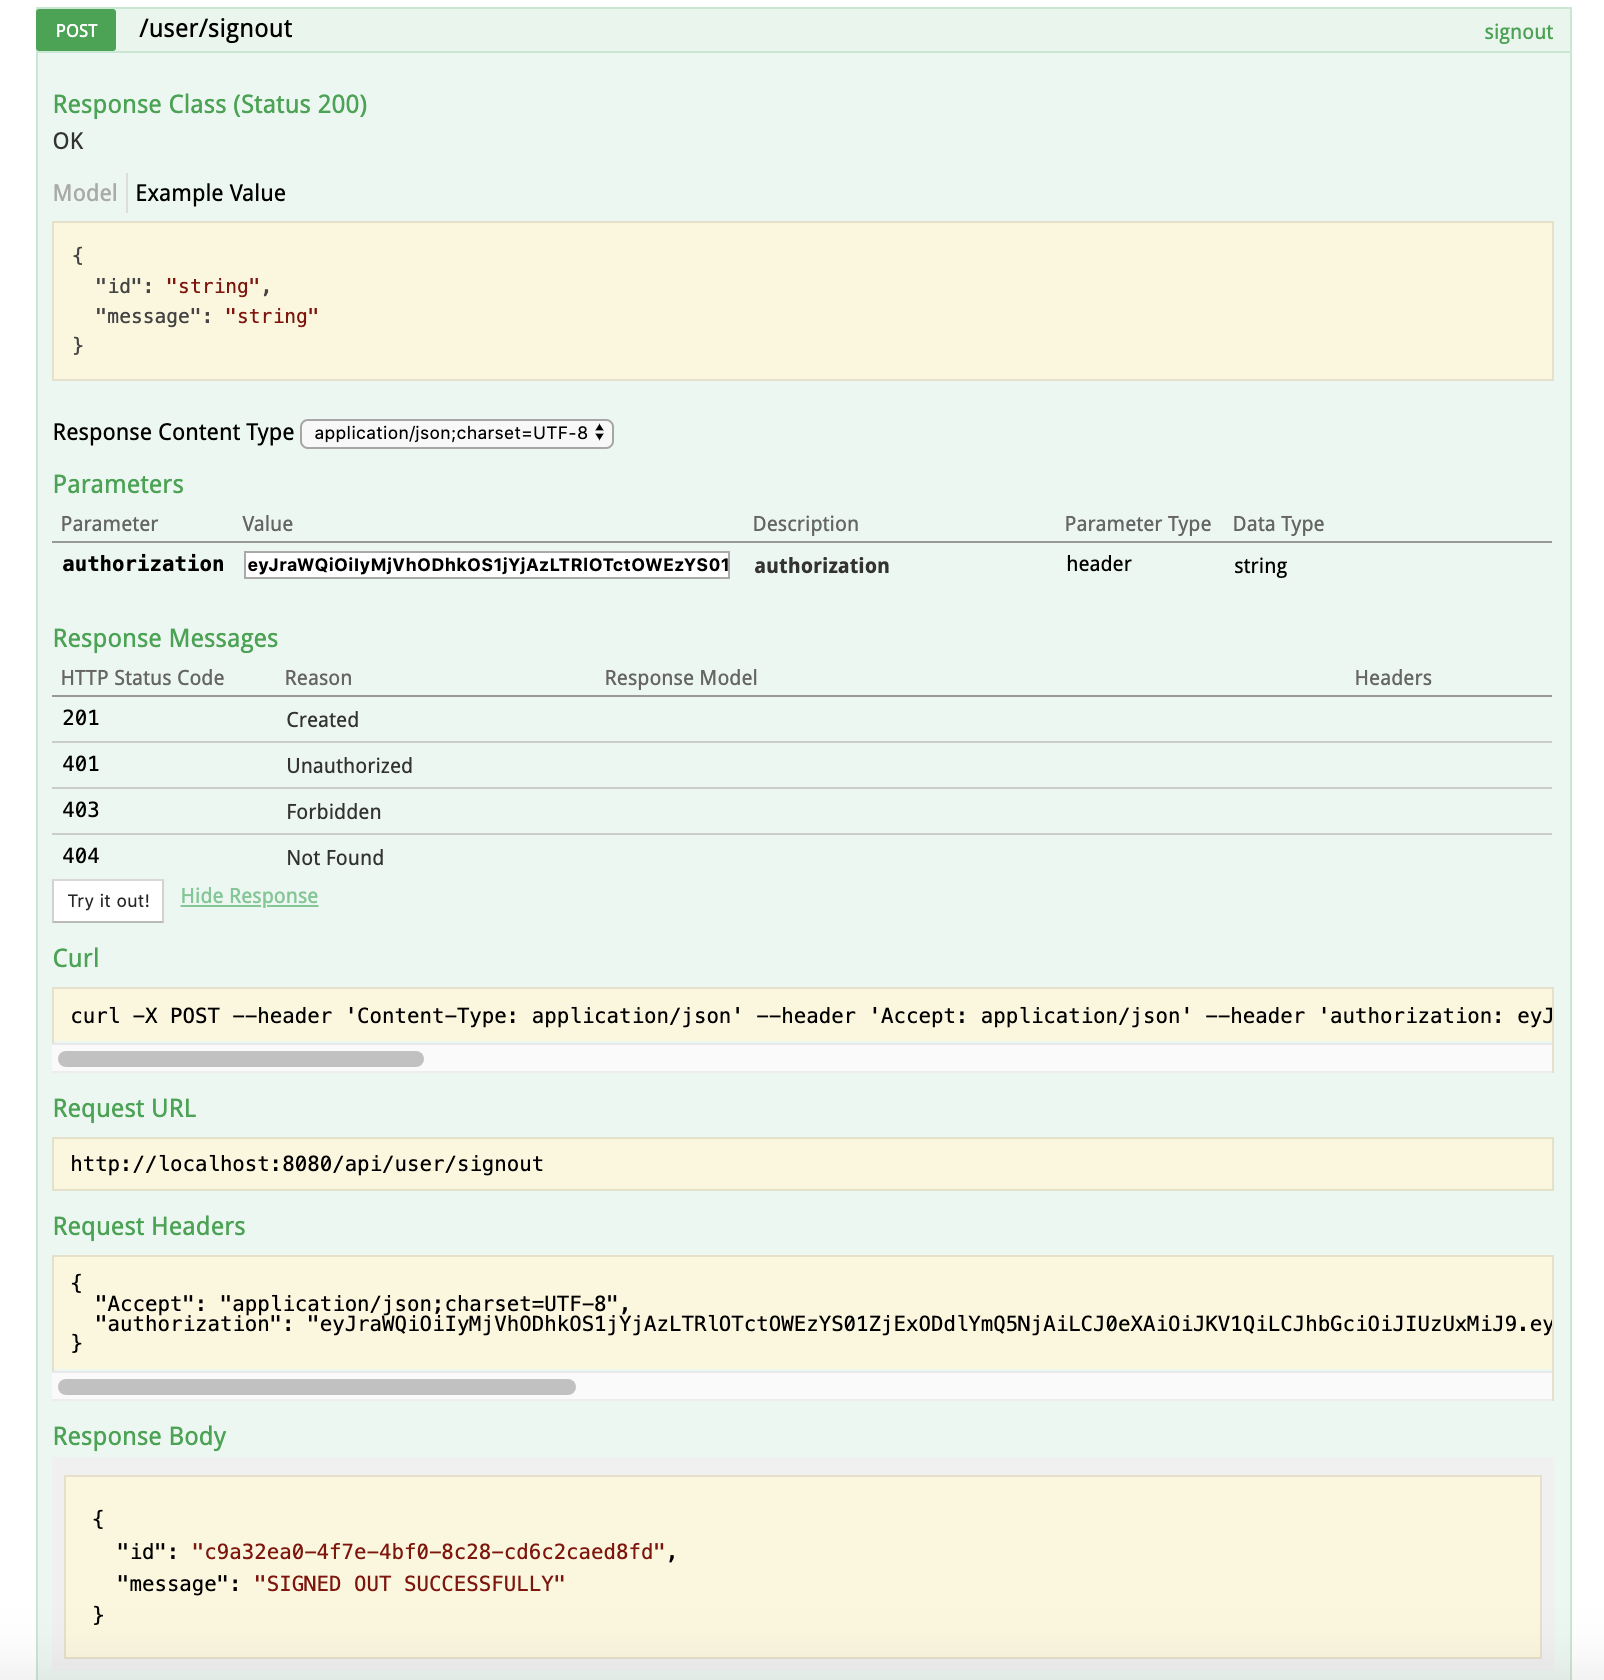 POST /user/signout signout
Response Class (Status 200)
OK
Model Example Value
{
"id": "string",
"message": "string"
}
Response Content Type application/json;charset=UTF-8
Parameters
Parameter Value Description Parameter Type Data Type
authorization eyJraWQiOiIyMjVhODhkOS1jYjAzLTRlOTctOWEzYS01 authorization header string
Response Messages
HTTP Status Code Reason Response Model Headers
201 Created
401 Unauthorized
403 Forbidden
404 Not Found
Try it out! Hide Response
Curl
curl -X POST --header 'Content-Type: application/json' --header 'Accept: application/json' --header 'authorization: eyJ
Request URL
http://localhost:8080/api/user/signout
Request Headers
{
"Accept": "application/json;charset=UTF-8",
"authorization": "eyJraWQiOiIyMjVhODhkOS1jYjAzLTRlOTctOWEzYS01ZjExODdlYmQ5NjAiLCJ0eXAiOiJKV1QiLCJhbGciOiJIUzUxMiJ9.ey
}
Response Body
{
"id": "c9a32ea0-4f7e-4bf0-8c28-cd6c2caed8fd",
"message": "SIGNED OUT SUCCESSFULLY"
}